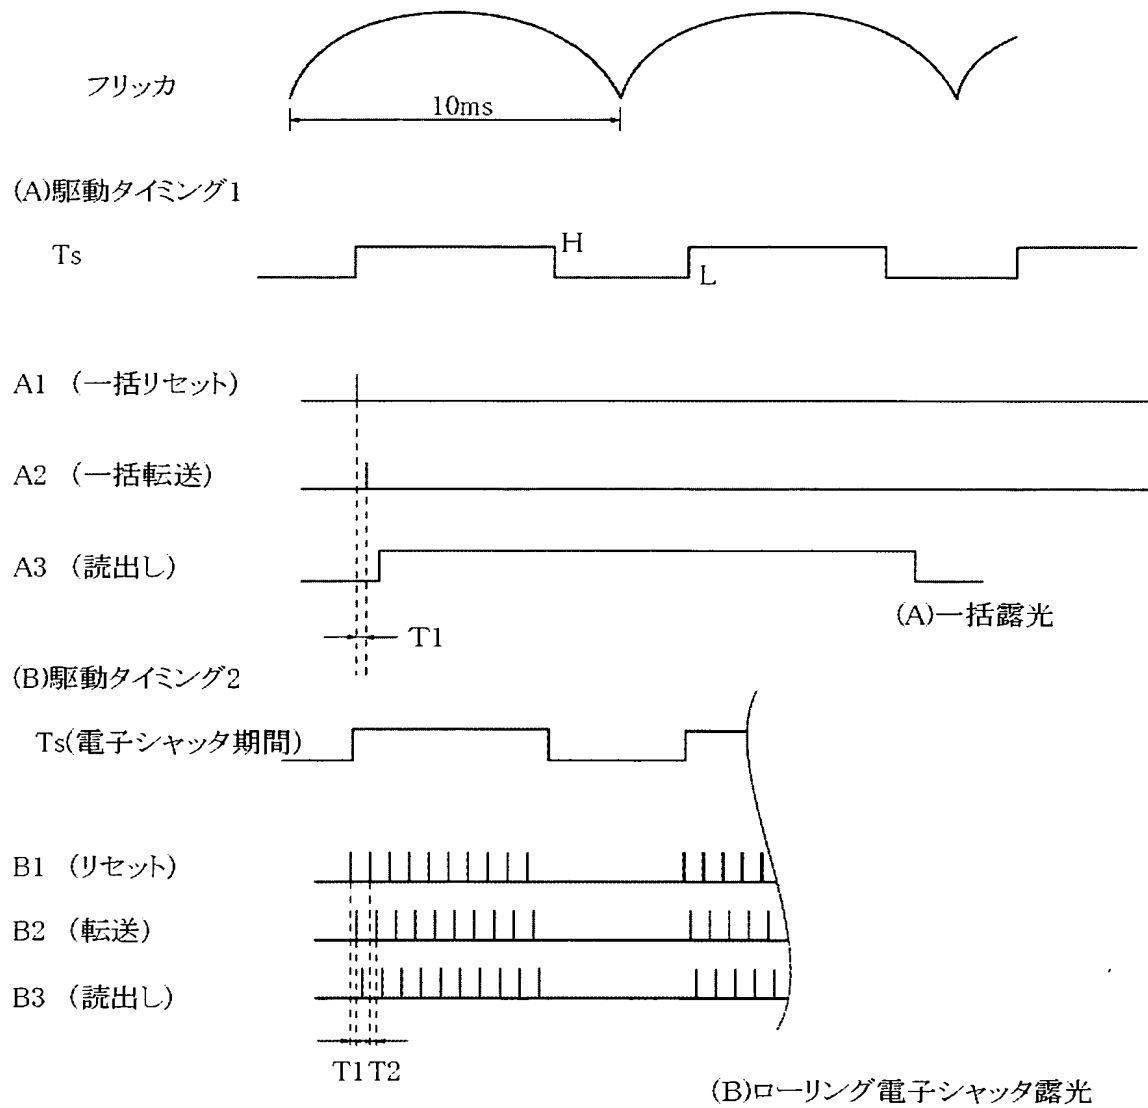 フリッカ
10ms
(A)駆動タイミング1
Ts
H
L
A1 (一括リセット)
A2 (一括転送)
A3 (読出し)
(A)一括露光
T1
(B)駆動タイミング2
Ts(電子シャッタ期間)
B1 (リセット)
B2 (転送)
B3 (読出し)
T1 T2
(B)ローリング電子シャッタ露光